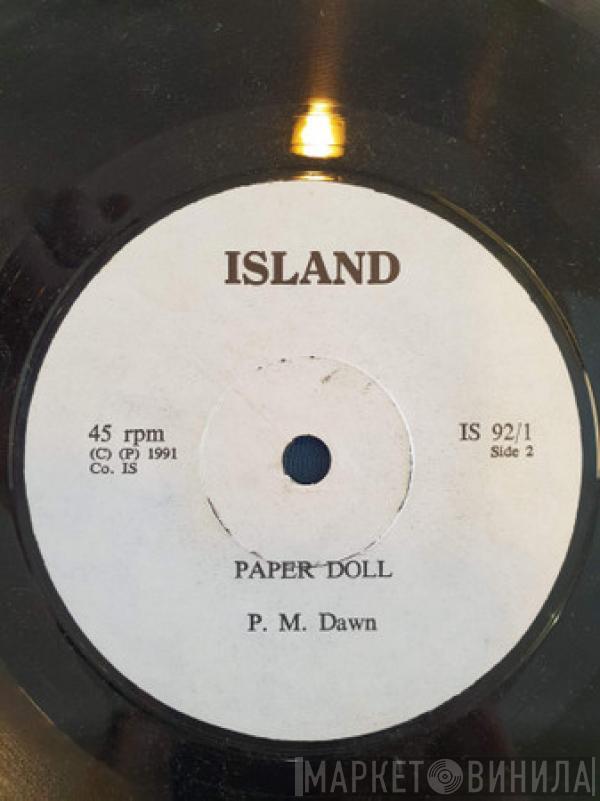 ISLAND
45 rpm
(C) (P) 1991
Co. IS
IS 92/1
Side 2
PAPER DOLL
P. M. Dawn
МАРКЕТ ВИНИЛА